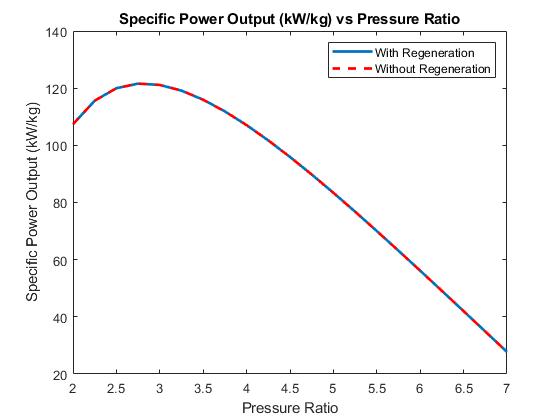 Specific Power Output (kW/kg) vs Pressure Ratio
With Regeneration
Without Regeneration
Specific Power Output (kW/kg)
140
120
100
80
60
40
20
2 2.5 3 3.5 4 4.5 5 5.5 6 6.5 7
Pressure Ratio